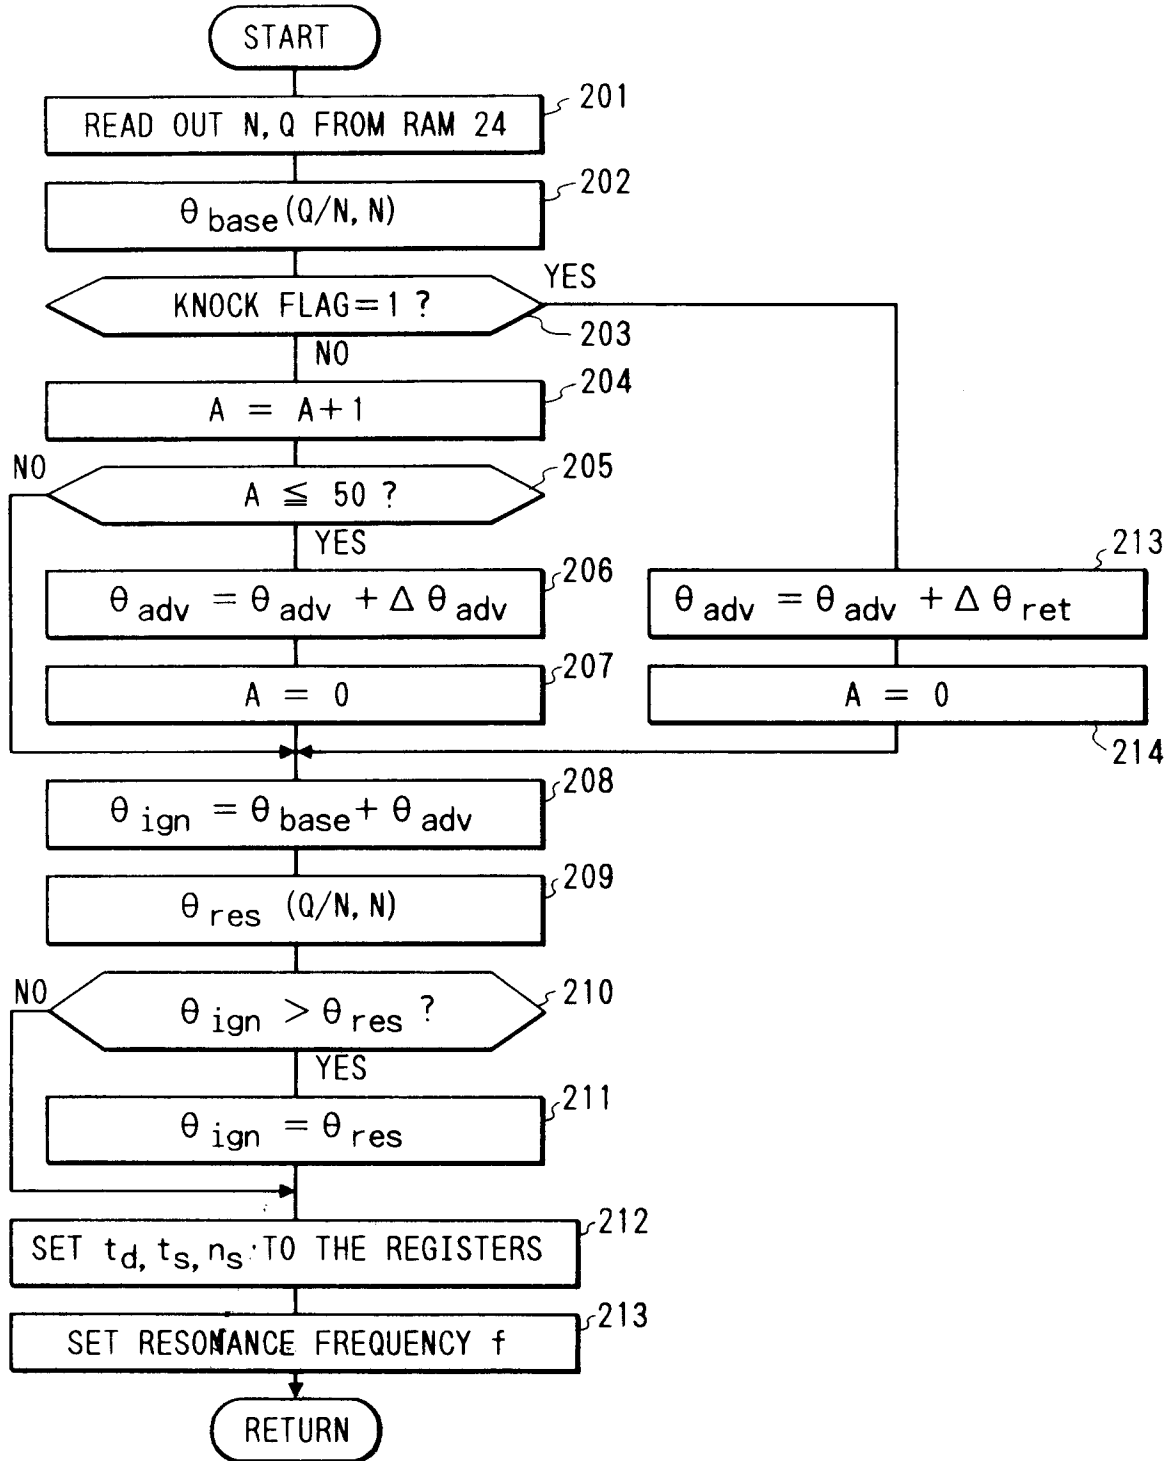 START
201
READ OUT N, Q FROM RAM 24
202
θ base (Q/N, N)
YES
KNOCK FLAG=1 ?
203
NO
204
A = A+1
NO
205
A ≦ 50 ?
YES
206
θ adv = θ adv + Δ θ adv
213
θ adv = θ adv + Δ θ ret
207
A = 0
A = 0
214
208
θ ign = θ base + θ adv
209
θ res (Q/N, N)
NO
210
θ ign > θ res ?
YES
211
θ ign = θ res
212
SET td, ts, ns TO THE REGISTERS
213
SET RESONANCE FREQUENCY f
RETURN